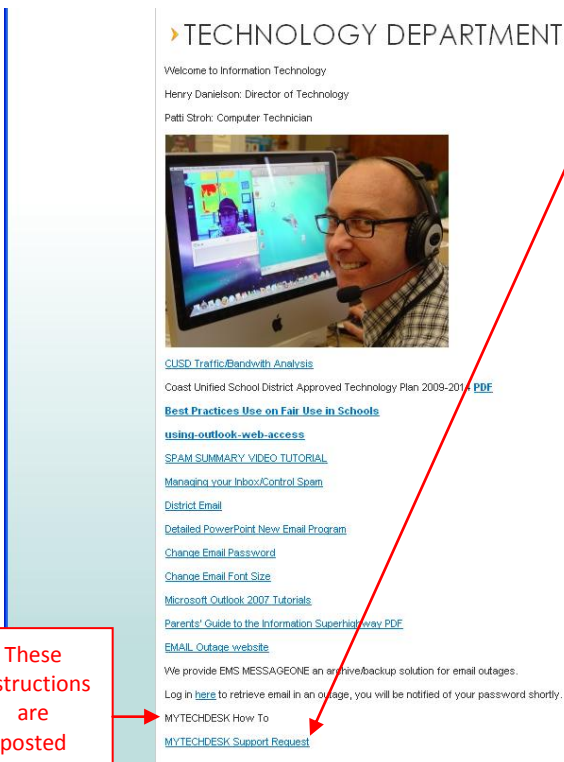 TECHNOLOGY DEPARTMENT
Welcome to Information Technology
Henry Danielson: Director of Technology
Patti Stroh: Computer Technician
CUSD Traffic/Bandwith Analysis
Coast Unified School District Approved Technology Plan 2009-2014 PDF
Best Practices Use on Fair Use in Schools
using-outlook-web-access
SPAM SUMMARY VIDEO TUTORIAL
Managing your Inbox/Control Spam
District Email
Detailed PowerPoint New Email Program
Change Email Password
Change Email Font Size
Microsoft Outlook 2007 Tutorials
Parents' Guide to the Information Superhighway PDF
EMAIL Outage website
We provide EMS MESSAGEONE an archive/backup solution for email outages.
Log in here to retrieve email in an outage, you will be notified of your password shortly.
MYTECHDESK How To
MYTECHDESK Support Request
These
structions
are
posted